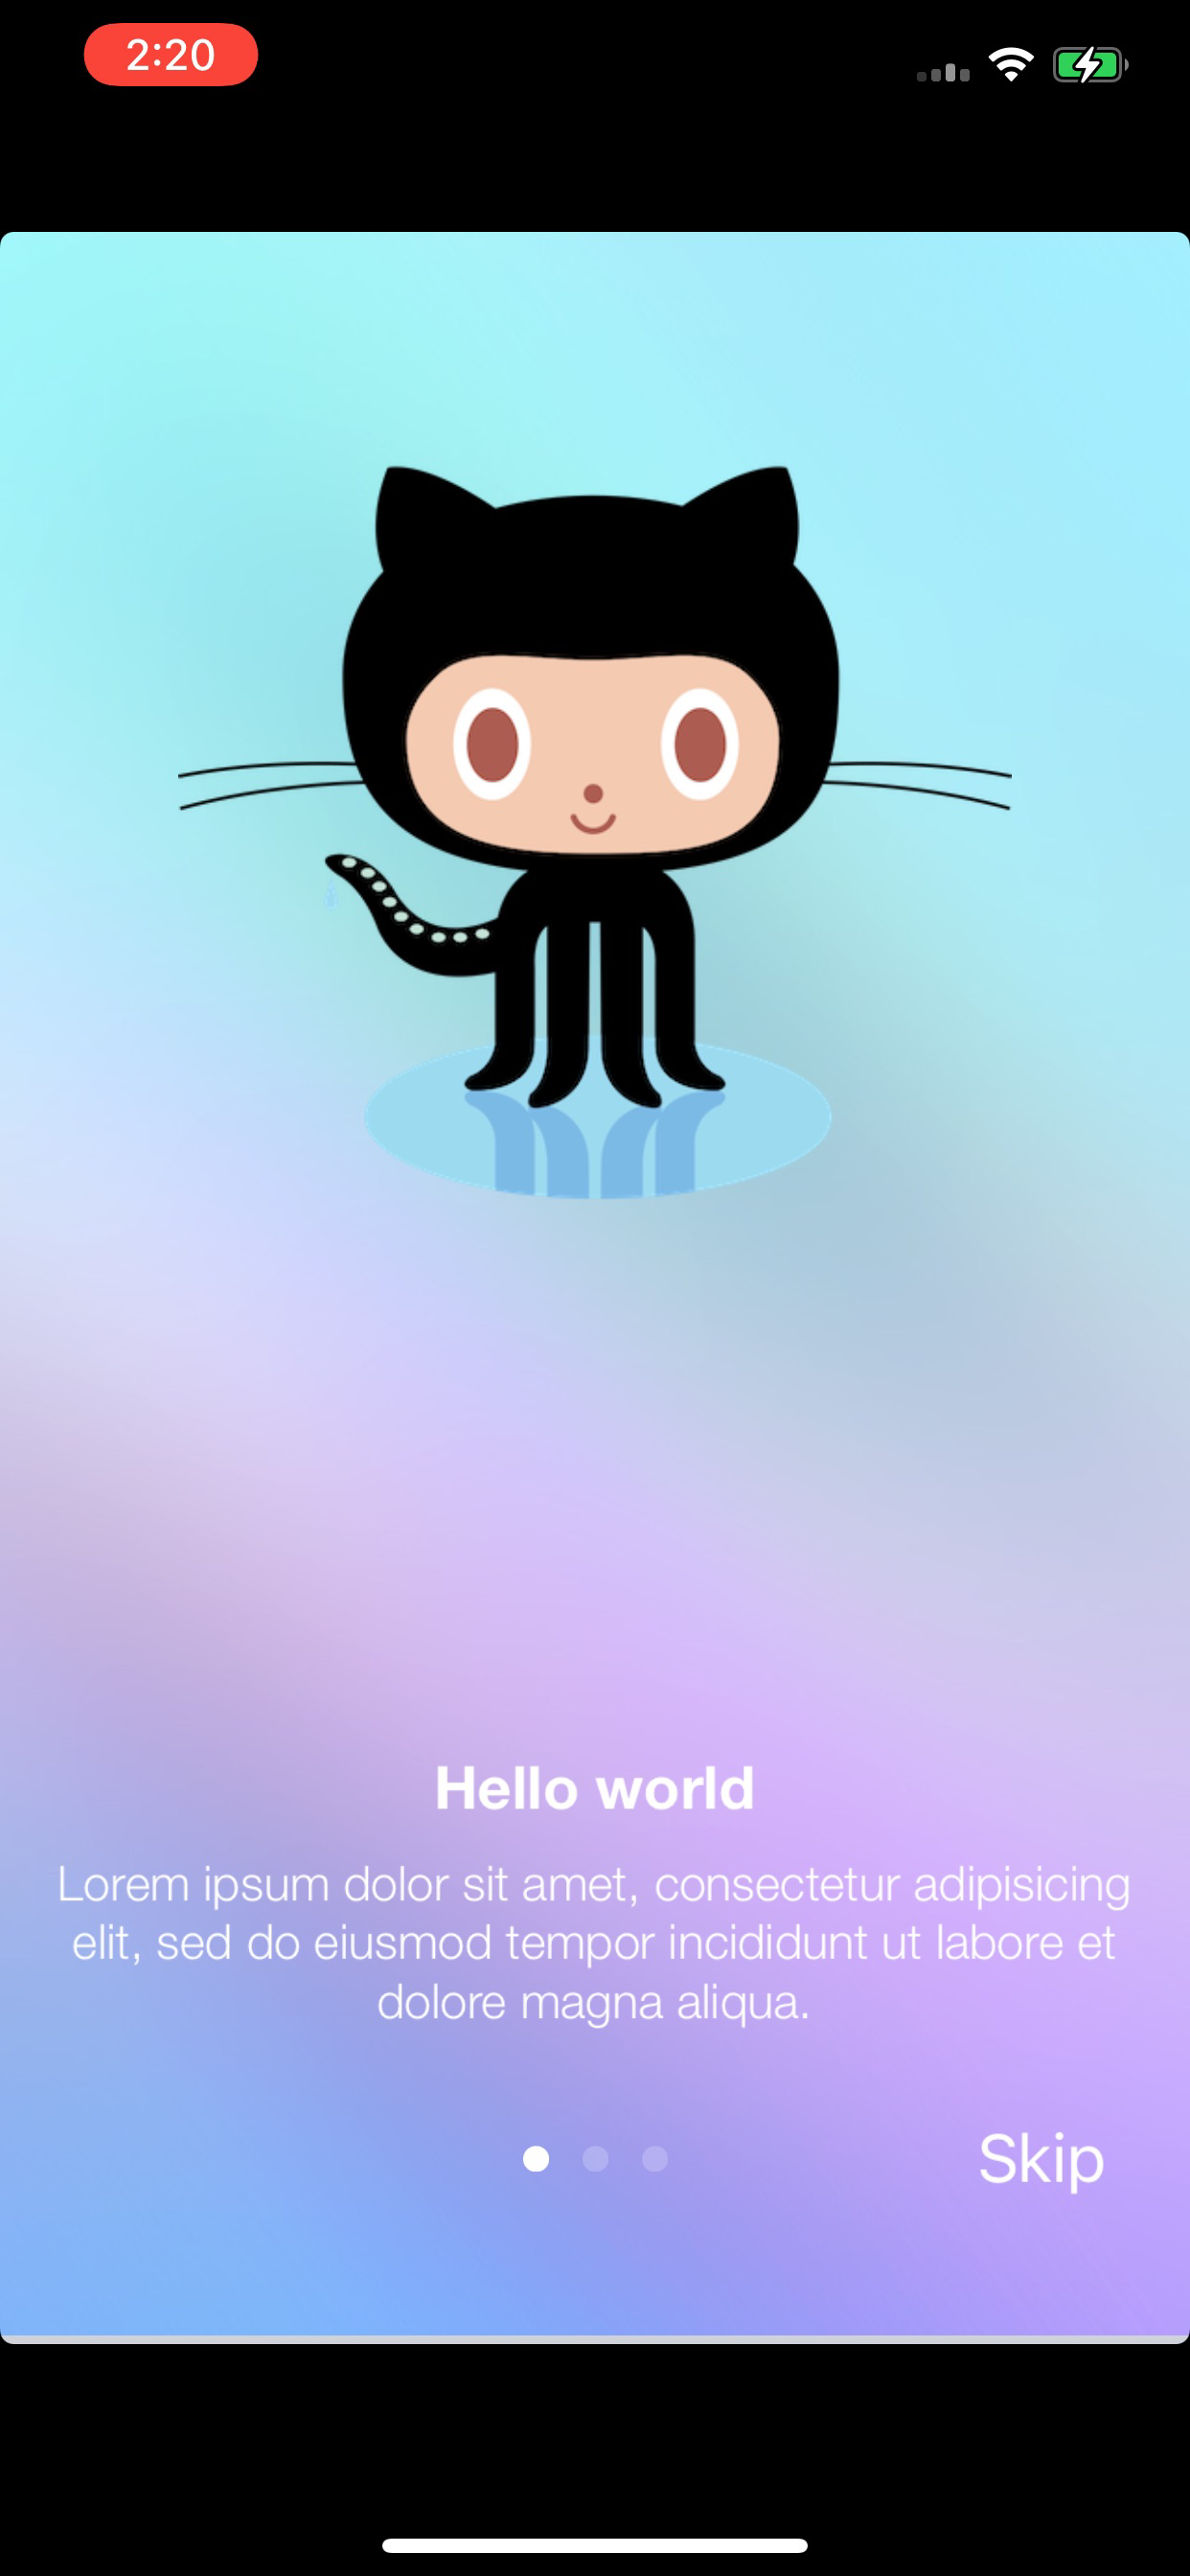 2:20
Hello world
Lorem ipsum dolor sit amet, consectetur adipisicing
elit, sed do eiusmod tempor incididunt ut labore et
dolore magna aliqua.
Skip